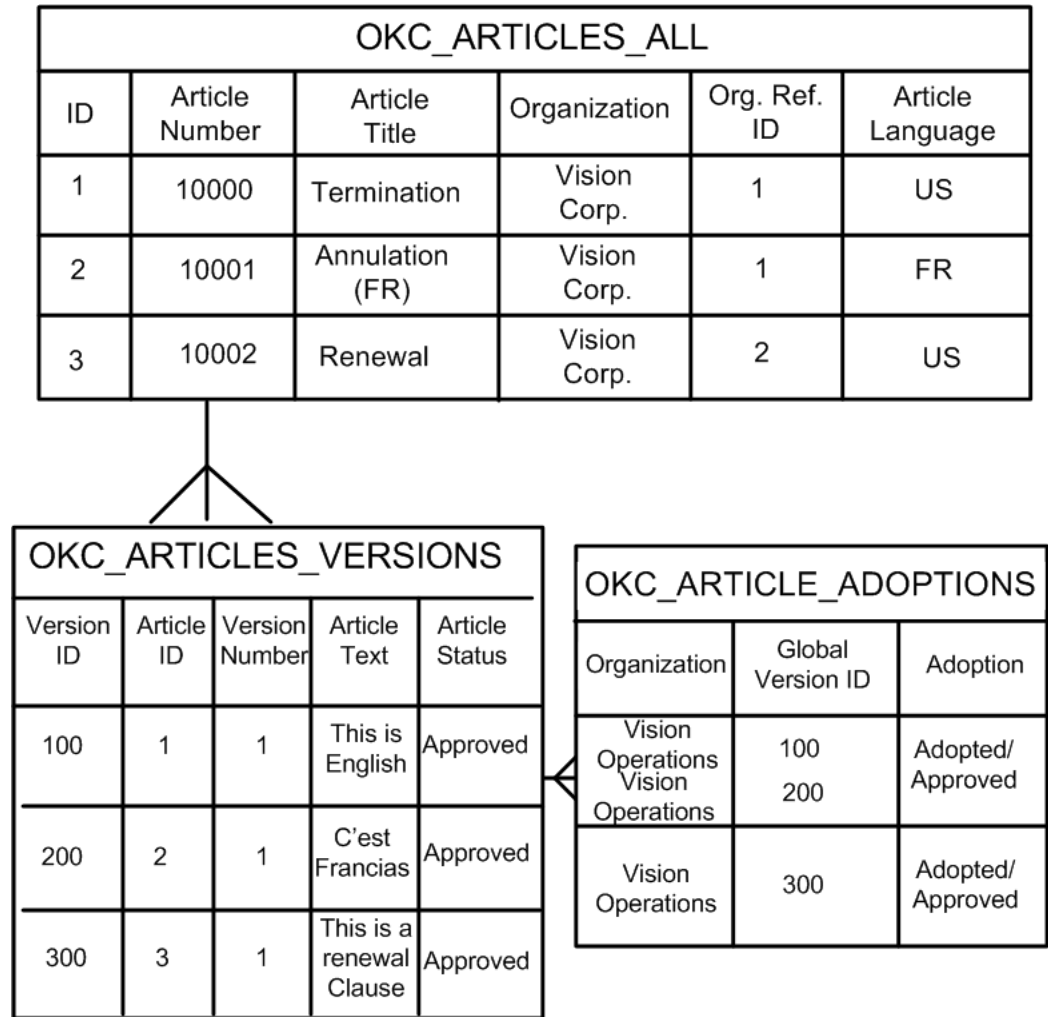 OKC_ARTICLES_ALL
ID Article Number Article Title Organization Org. Ref. ID Article Language
1 10000 Termination Vision Corp. 1 US
2 10001 Annulation (FR) Vision Corp. 1 FR
3 10002 Renewal Vision Corp. 2 US
OKC_ARTICLES_VERSIONS
Version ID Article ID Version Number Article Text Article Status
100 1 1 This is English Approved
200 2 1 C'est Francias Approved
300 3 1 This is a renewal Clause Approved
OKC_ARTICLE_ADOPTIONS
Organization Global Version ID Adoption
Vision Operations 100 Adopted/ Approved
Vision Operations 200
Vision Operations 300 Adopted/ Approved